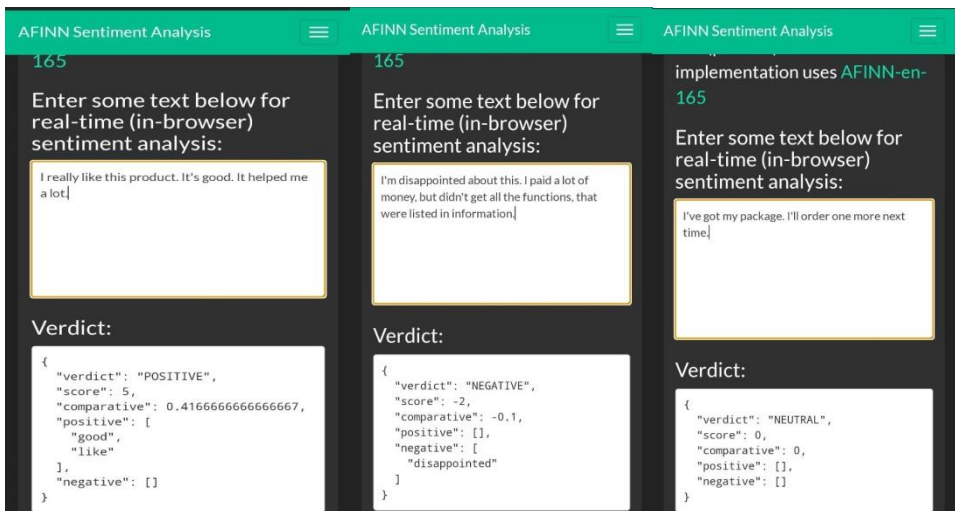 AFINN Sentiment Analysis
165
Enter some text below for
real-time (in-browser)
sentiment analysis:
I really like this product. It's good. It helped me
a lot.
Verdict:
{
"verdict": "POSITIVE",
"score": 5,
"comparative": 0.4166666666666667,
"positive": [
"good",
"like"
],
"negative": []
}
AFINN Sentiment Analysis
165
Enter some text below for
real-time (in-browser)
sentiment analysis:
I'm disappointed about this. I paid a lot of
money, but didn't get all the functions, that
were listed in information.
Verdict:
{
"verdict": "NEGATIVE",
"score": -2,
"comparative": -0.1,
"positive": [],
"negative": [
"disappointed"
]
}
AFINN Sentiment Analysis
implementation uses AFINN-en-
165
Enter some text below for
real-time (in-browser)
sentiment analysis:
I've got my package. I'll order one more next
time.
Verdict:
{
"verdict": "NEUTRAL",
"score": 0,
"comparative": 0,
"positive": [],
"negative": []
}